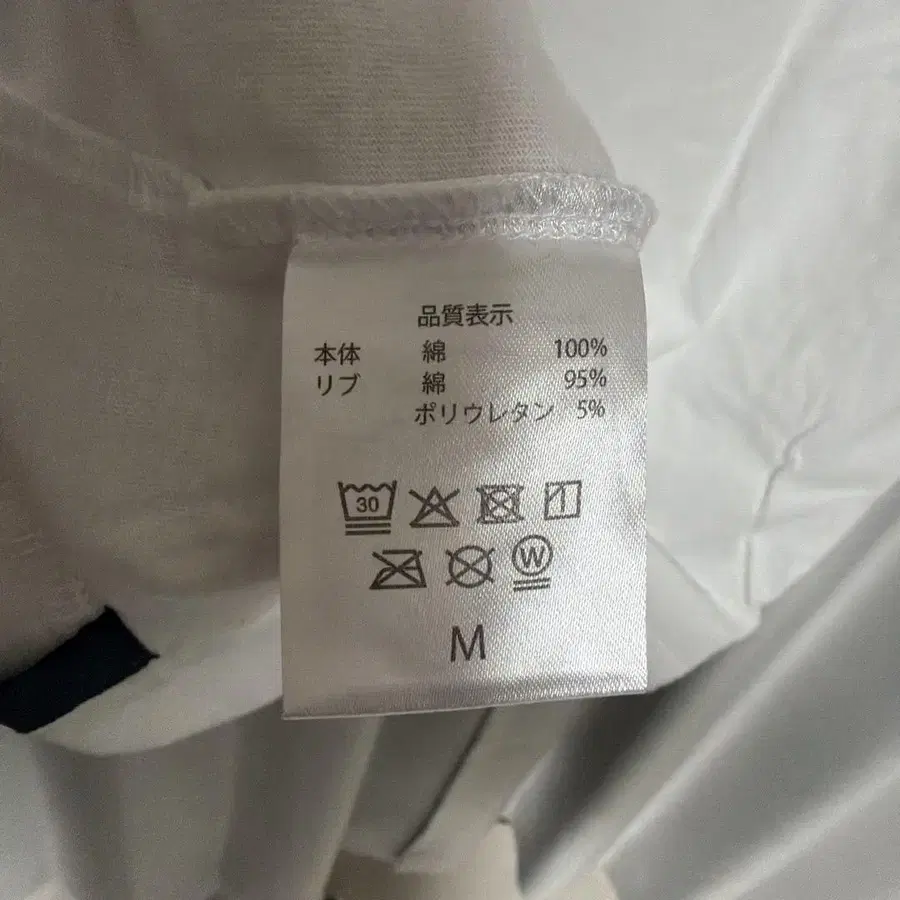 品質表示
本体 綿 100%
リブ 綿 95%
ポリウレタン 5%
30
W
M